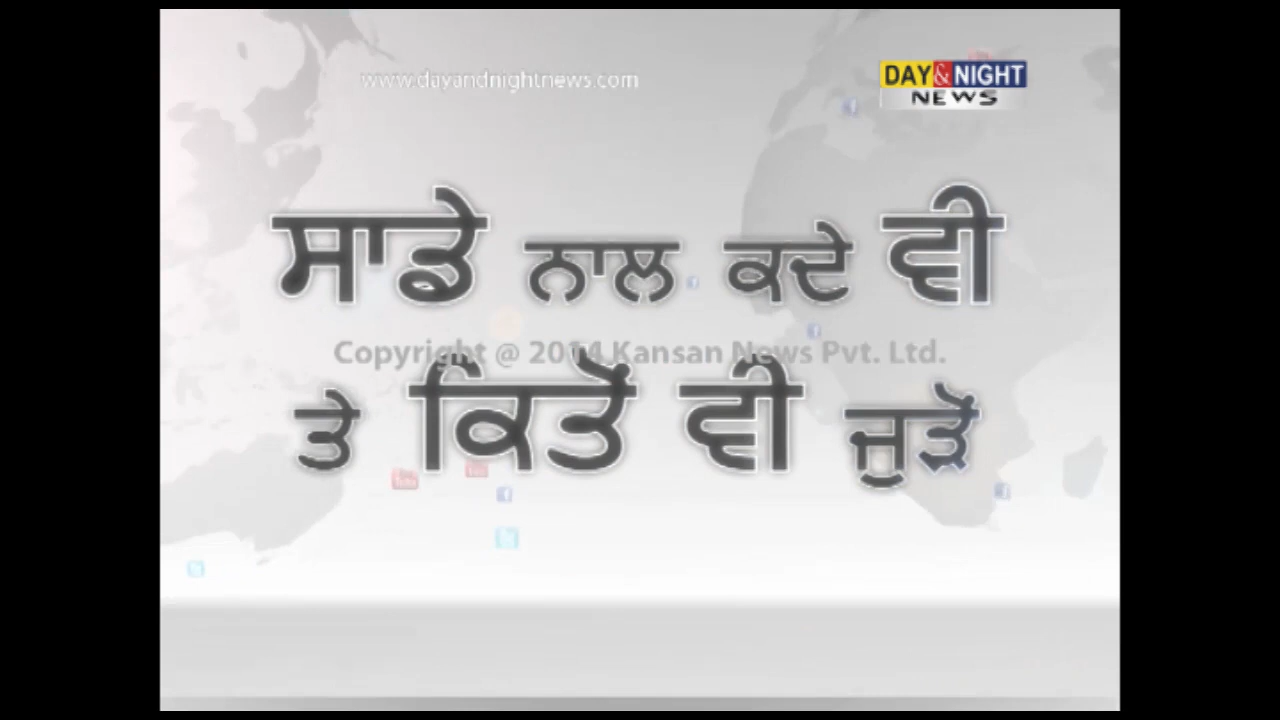 www.dayandnightnews.com
DAY & NIGHT
NEWS
ਸਾਡੇ ਨਾਲ ਕਦੇ ਵੀ
Copyright @ 2014 Kansan News Pvt. Ltd.
ਤੇ ਕਿਤੋਂ ਵੀ ਜੁੜੋਂ